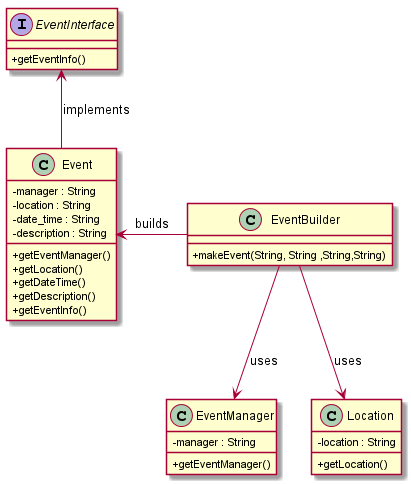 I EventInterface
+getEventInfo()
implements
C Event
-manager : String
-location : String
-date_time : String
-description : String
+getEventManager()
+getLocation()
+getDateTime()
+getDescription()
+getEventInfo()
builds
C EventBuilder
+makeEvent(String, String ,String,String)
uses
uses
C EventManager
-manager : String
+getEventManager()
C Location
-location : String
+getLocation()